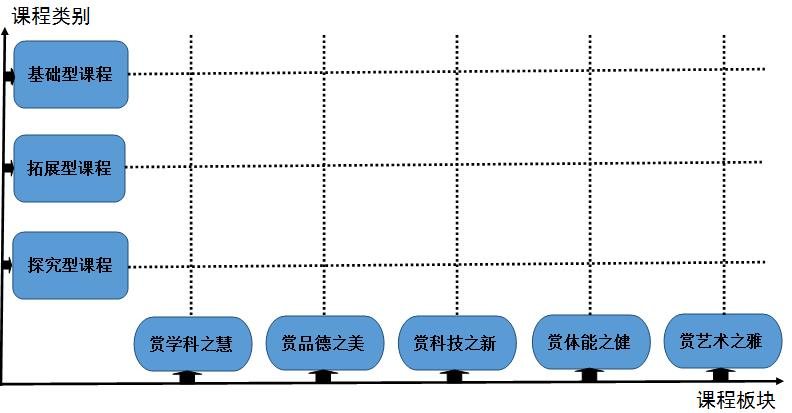 课程类别
基础型课程
拓展型课程
探究型课程
赏学科之慧
赏品德之美
赏科技之新
赏体能之健
赏艺术之雅
课程板块